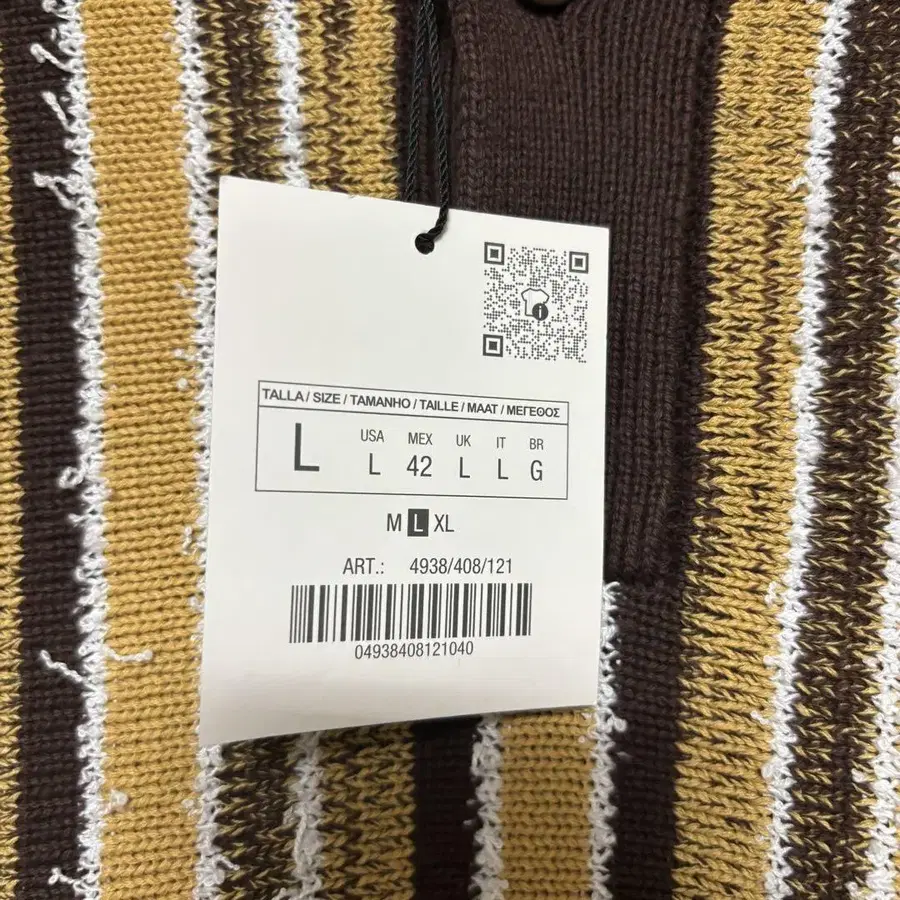 TALLA / SIZE / TAMANHO / TAILLE / MAAT / ΜΕΓΕΘΟΣ
USA MEX UK IT BR
L L 42 L L G
M L XL
ART.: 4938/408/121
04938408121040